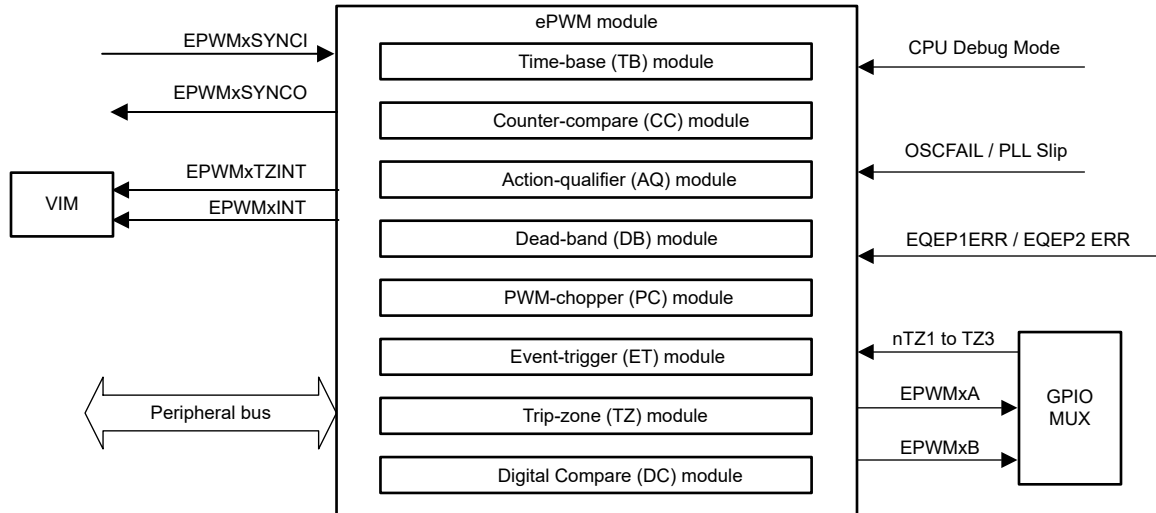 ePWM module
EPWMxSYNCI
EPWMxSYNCO
EPWMxTZINT
EPWMxINT
VIM
Peripheral bus
Time-base (TB) module
Counter-compare (CC) module
Action-qualifier (AQ) module
Dead-band (DB) module
PWM-chopper (PC) module
Event-trigger (ET) module
Trip-zone (TZ) module
Digital Compare (DC) module
CPU Debug Mode
OSCFAIL / PLL Slip
EQEP1ERR / EQEP2 ERR
nTZ1 to TZ3
EPWMxA
EPWMxB
GPIO
MUX